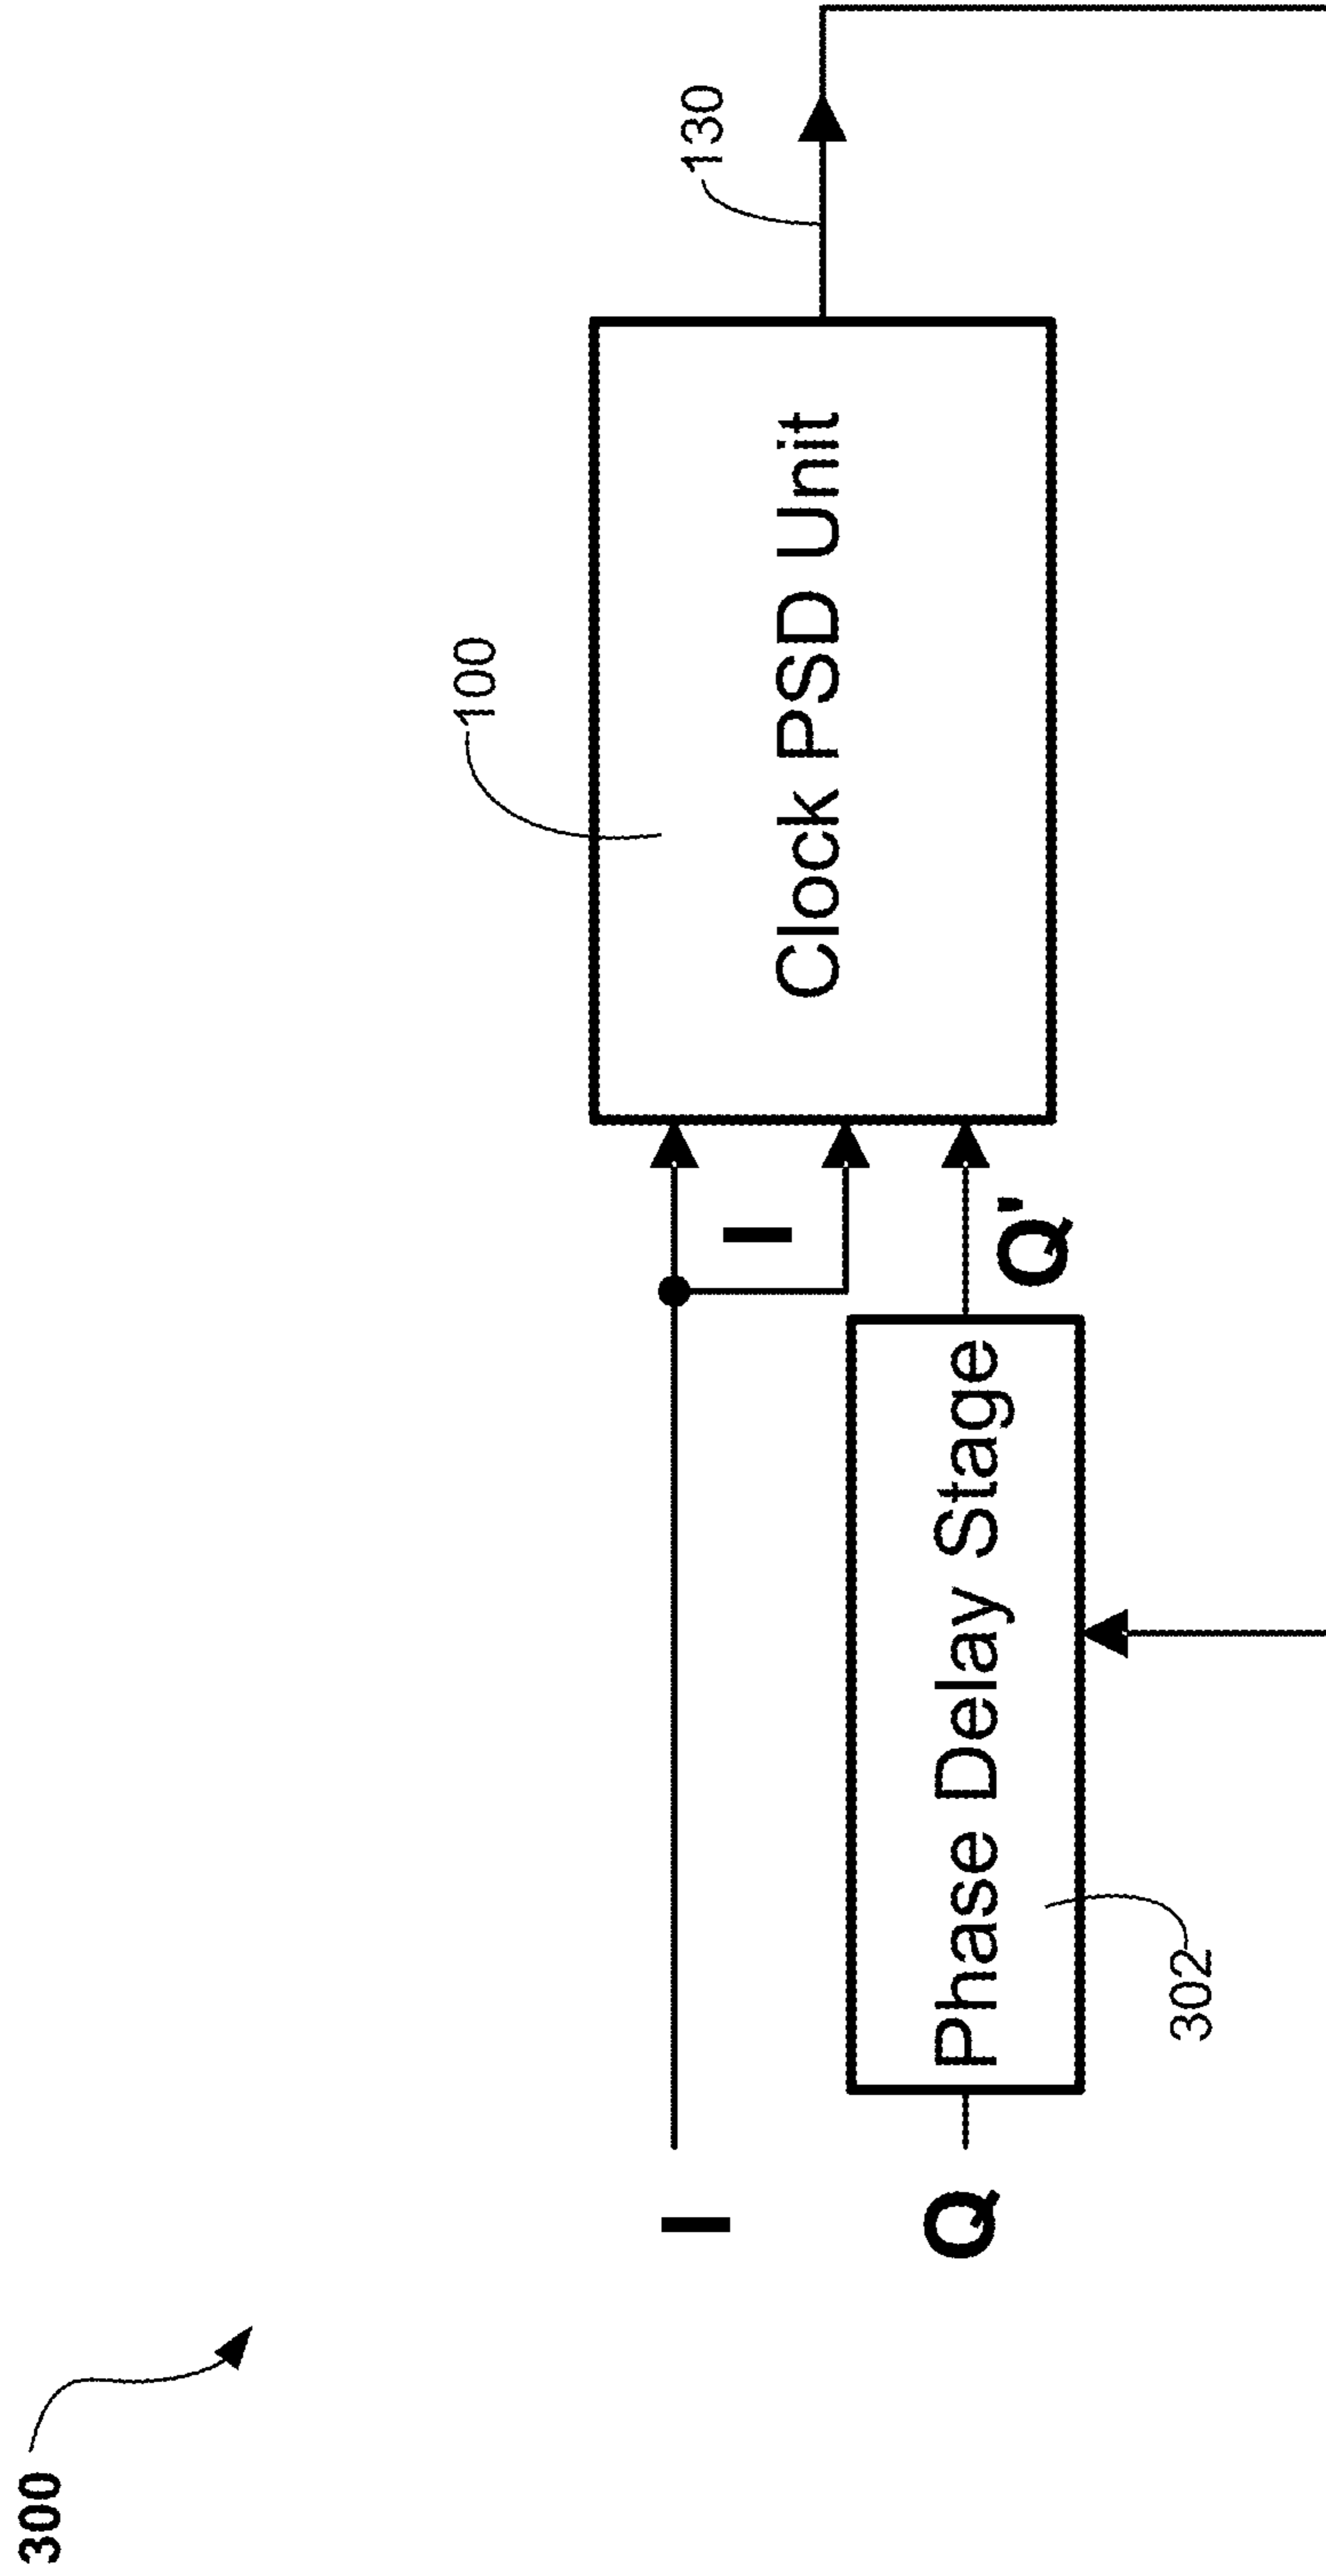 300
100
130
Clock PSD Unit
I
I
Q
Phase Delay Stage
Q'
302